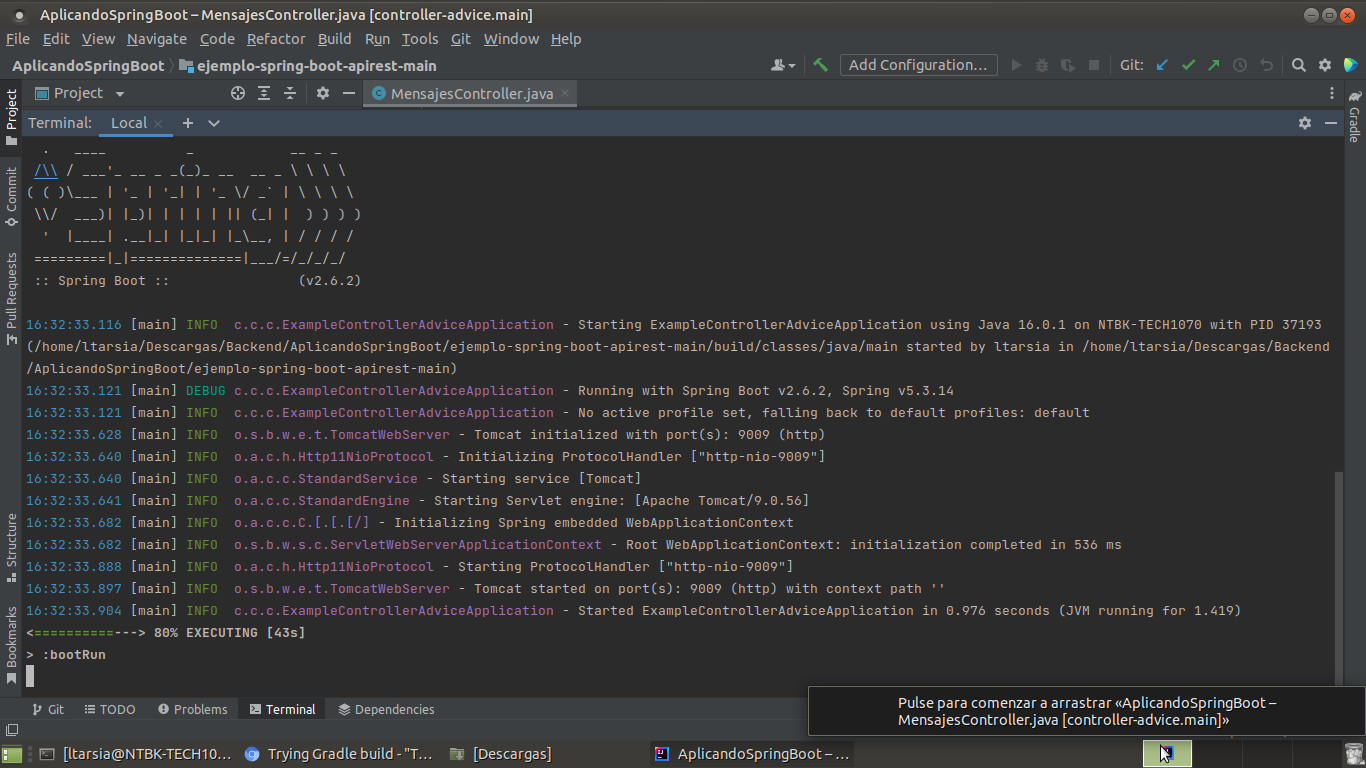 AplicandoSpringBoot – MensajesController.java [controller-advice.main]
File Edit View Navigate Code Refactor Build Run Tools Git Window Help
AplicandoSpringBoot ejemplo-spring-boot-apirest-main Add Configuration... Git:
Project MensajesController.java
Terminal: Local
  .   ____          _            __ _ _
 /\\ / ___'_ __ _ _(_)_ __  __ _ \ \ \ \
( ( )\___ | '_ | '_| | '_ \/ _` | \ \ \ \
 \\/  ___)| |_)| | | | | || (_| |  ) ) ) )
  '  |____| .__|_| |_|_| |_\__, | / / / /
 =========|_|==============|___/=/_/_/_/
 :: Spring Boot ::                (v2.6.2)
16:32:33.116 [main] INFO  c.c.c.ExampleControllerAdviceApplication - Starting ExampleControllerAdviceApplication using Java 16.0.1 on NTBK-TECH1070 with PID 37193
(/home/ltarsia/Descargas/Backend/AplicandoSpringBoot/ejemplo-spring-boot-apirest-main/build/classes/java/main started by ltarsia in /home/ltarsia/Descargas/Backend
/AplicandoSpringBoot/ejemplo-spring-boot-apirest-main)
16:32:33.121 [main] DEBUG c.c.c.ExampleControllerAdviceApplication - Running with Spring Boot v2.6.2, Spring v5.3.14
16:32:33.121 [main] INFO  c.c.c.ExampleControllerAdviceApplication - No active profile set, falling back to default profiles: default
16:32:33.628 [main] INFO  o.s.b.w.e.t.TomcatWebServer - Tomcat initialized with port(s): 9009 (http)
16:32:33.640 [main] INFO  o.a.c.h.Http11NioProtocol - Initializing ProtocolHandler ["http-nio-9009"]
16:32:33.640 [main] INFO  o.a.c.c.StandardService - Starting service [Tomcat]
16:32:33.641 [main] INFO  o.a.c.c.StandardEngine - Starting Servlet engine: [Apache Tomcat/9.0.56]
16:32:33.682 [main] INFO  o.a.c.c.C.[.[.[/] - Initializing Spring embedded WebApplicationContext
16:32:33.682 [main] INFO  o.s.b.w.s.c.ServletWebServerApplicationContext - Root WebApplicationContext: initialization completed in 536 ms
16:32:33.888 [main] INFO  o.a.c.h.Http11NioProtocol - Starting ProtocolHandler ["http-nio-9009"]
16:32:33.897 [main] INFO  o.s.b.w.e.t.TomcatWebServer - Tomcat started on port(s): 9009 (http) with context path ''
16:32:33.904 [main] INFO  c.c.c.ExampleControllerAdviceApplication - Started ExampleControllerAdviceApplication in 0.976 seconds (JVM running for 1.419)
<==========---> 80% EXECUTING [43s]
> :bootRun
Project
Commit
Pull Requests
Structure
Bookmarks
Gradle
Git TODO Problems Terminal Dependencies
Pulse para comenzar a arrastrar «AplicandoSpringBoot –
MensajesController.java [controller-advice.main]»
[ltarsia@NTBK-TECH10... Trying Gradle build - "T... [Descargas] AplicandoSpringBoot – ...